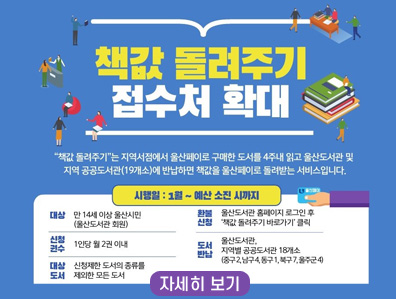 책값 돌려주기
접수처 확대
“책값 돌려주기”는 지역서점에서 울산페이로 구매한 도서를 4주내 읽고 울산도서관 및
지역 공공도서관(19개소)에 반납하면 책값을 울산페이로 돌려받는 서비스입니다.
시행일 : 1월 ~ 예산 소진 시까지
대상 만 14세 이상 울산시민
(울산도서관 회원)
신청 권수 1인당 월 2권 이내
대상 도서 신청제한 도서의 종류를
제외한 모든 도서
환불 신청 울산도서관 홈페이지 로그인 후
‘책값 돌려주기 바로가기’ 클릭
도서 반납 울산도서관,
지역별 공공도서관 18개소
(중구2,남구4,동구1,북구7,울주군4)
자세히 보기